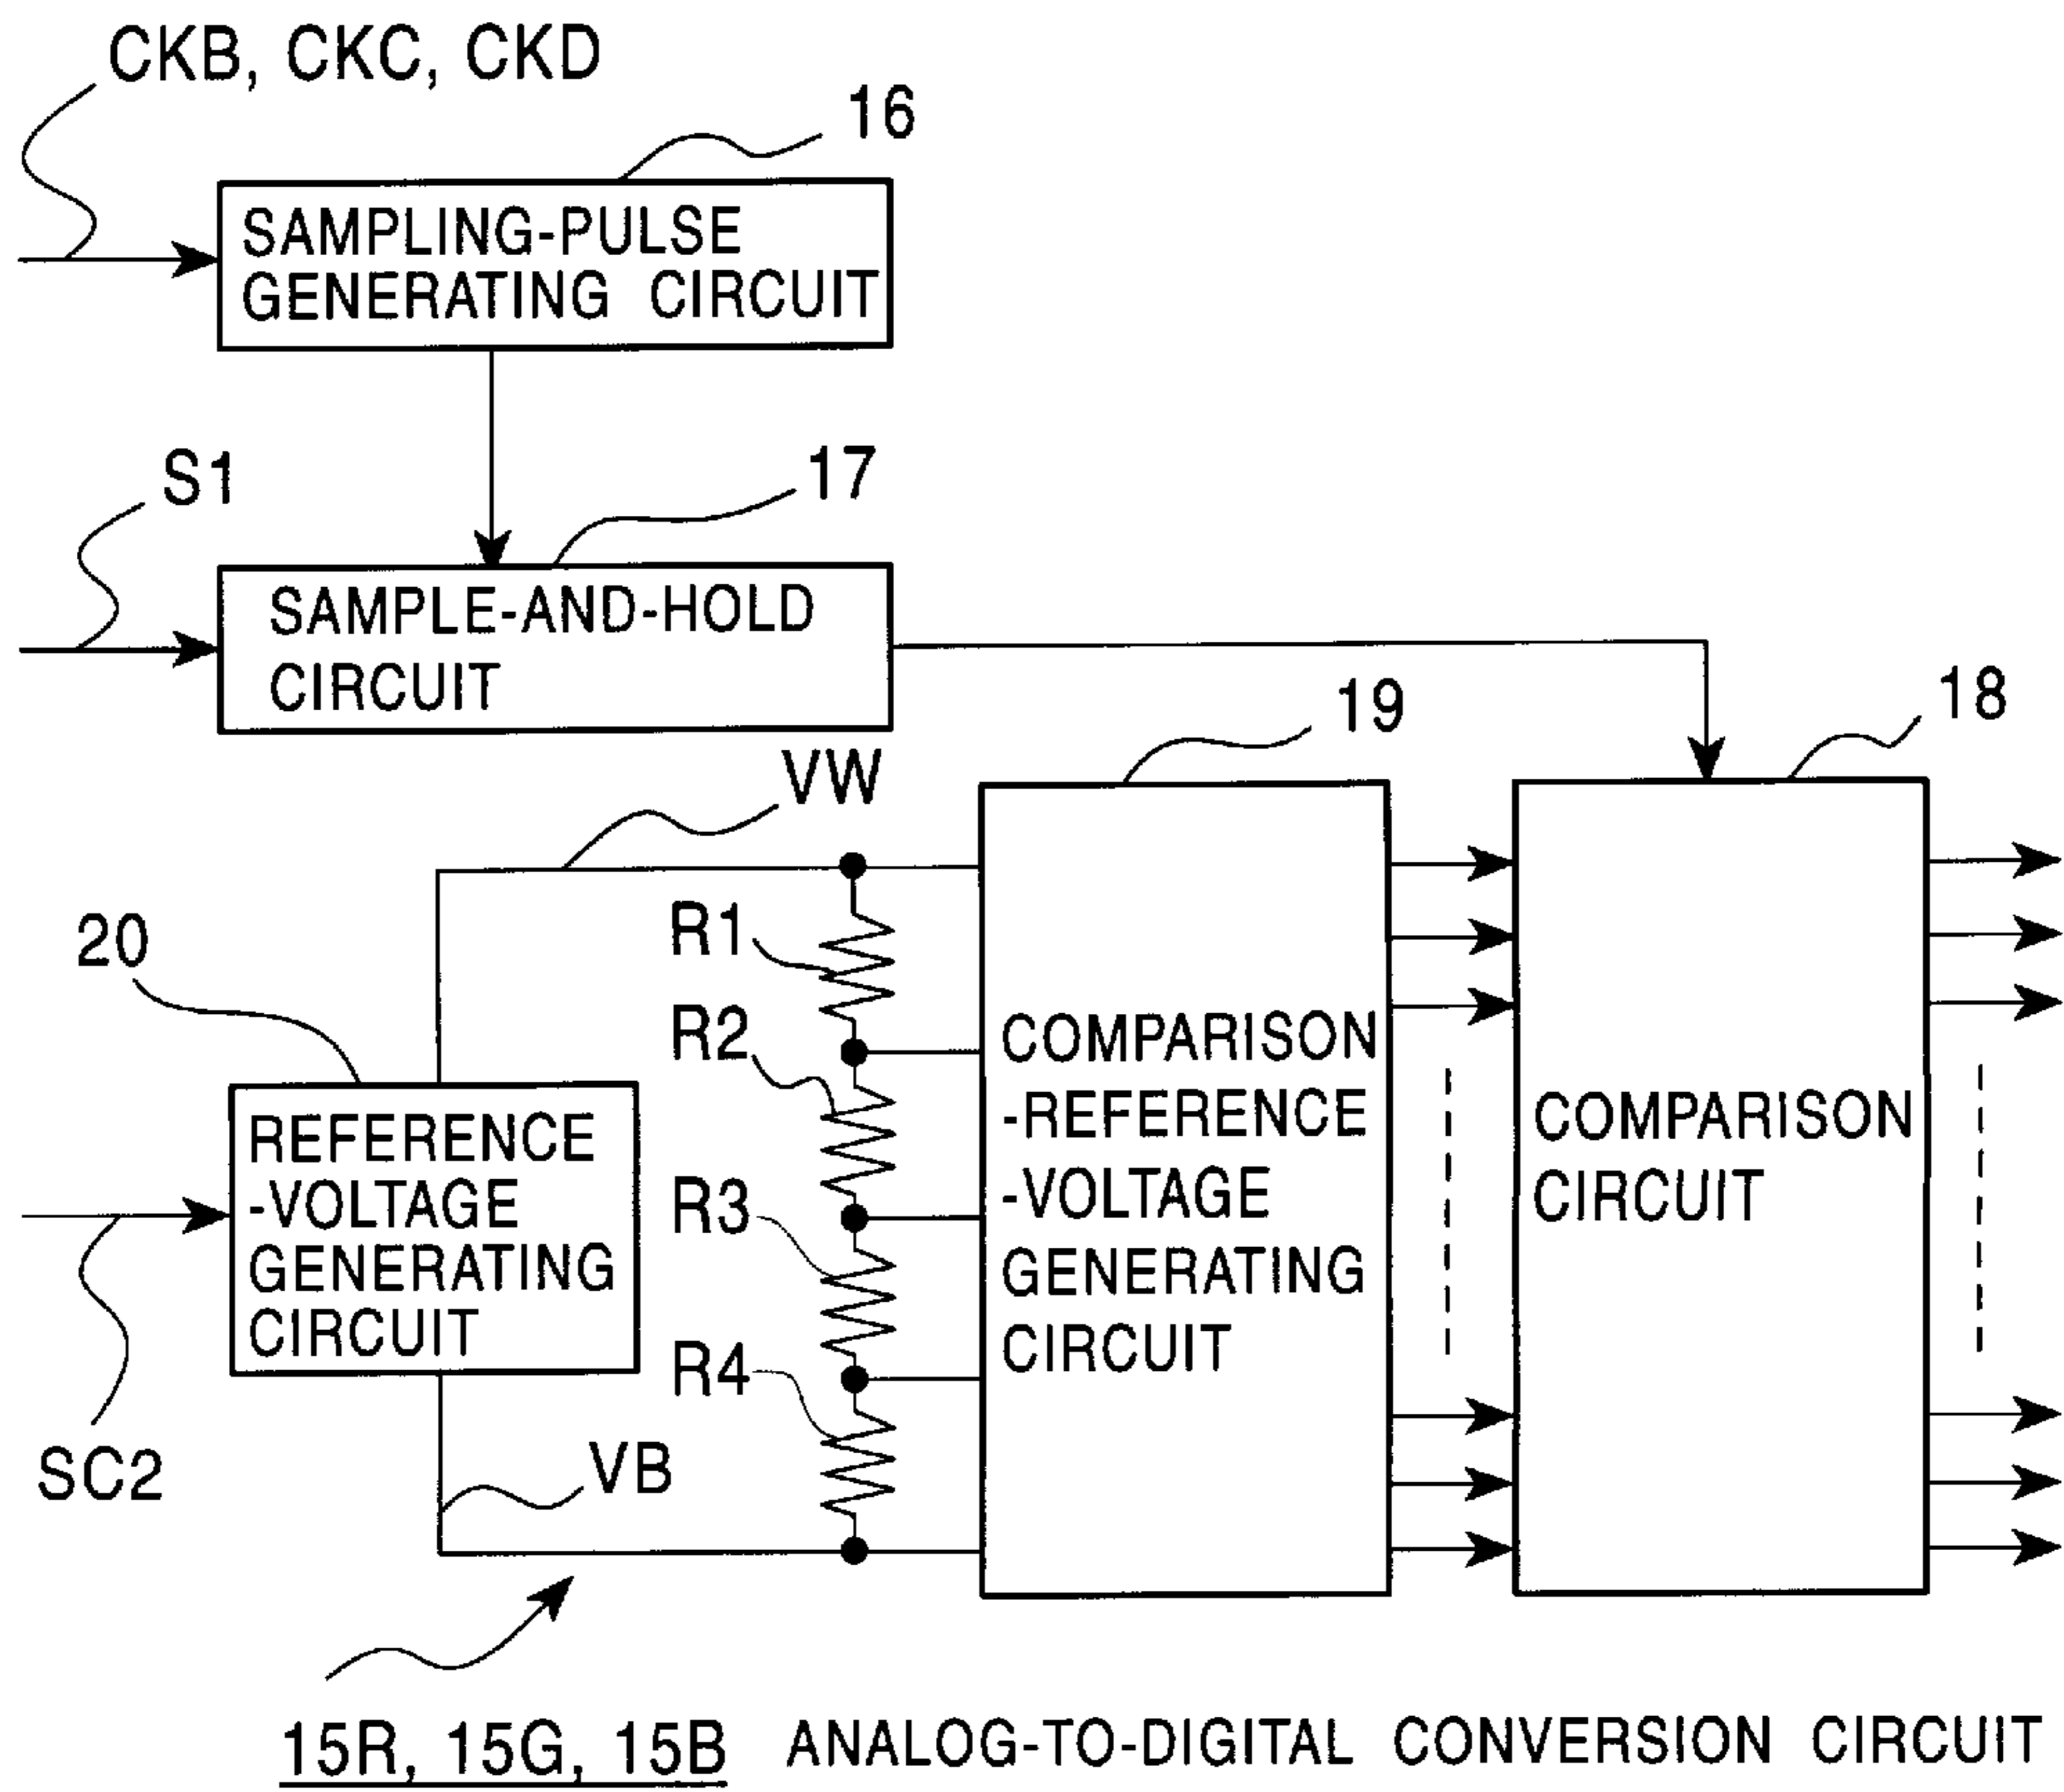 CKB, CKC, CKD
16
SAMPLING-PULSE
GENERATING CIRCUIT
S1
17
SAMPLE-AND-HOLD
CIRCUIT
19
18
VW
20
R1
R2
R3
R4
REFERENCE
-VOLTAGE
GENERATING
CIRCUIT
COMPARISON
-REFERENCE
-VOLTAGE
GENERATING
CIRCUIT
COMPARISON
CIRCUIT
SC2
VB
15R, 15G, 15B ANALOG-TO-DIGITAL CONVERSION CIRCUIT